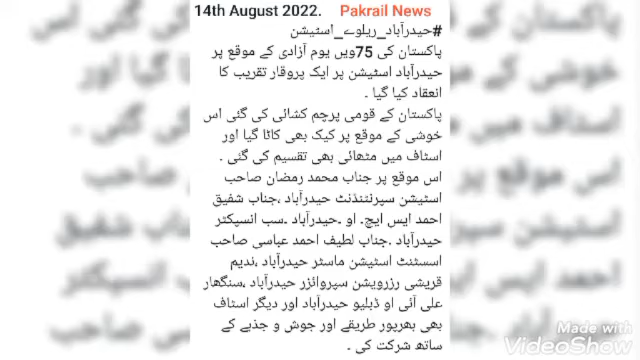 14th August 2022. Pakrail News
#حیدرآباد_ریلوے_اسٹیشن
پاکستان کی 75ویں یوم آزادی کے موقع پر
حیدرآباد اسٹیشن پر ایک پروقار تقریب کا
انعقاد کیا گیا ۔
پاکستان کے قومی پرچم کشائی کی گئی اس
خوشی کے موقع پر کیک بھی کاٹا گیا اور
اسٹاف میں مٹھائی بھی تقسیم کی گئی ۔
اس موقع پر جناب محمد رمضان صاحب
اسٹیشن سپرنٹنڈنٹ حیدرآباد ،جناب شفیق
احمد ایس ایچ۔ او ۔حیدرآباد ۔سب انسپکٹر
حیدرآباد ۔جناب لطیف احمد عباسی صاحب
اسسٹنٹ اسٹیشن ماسٹر حیدرآباد ،ندیم
قریشی رزرویشن سپروائزر حیدرآباد ،سنگھار
علی آئی او ڈبلیو حیدرآباد اور دیگر اسٹاف
بھی بھرپور طریقے اور جوش و جذبے کے
ساتھ شرکت کی ۔
Made with
VideoShow